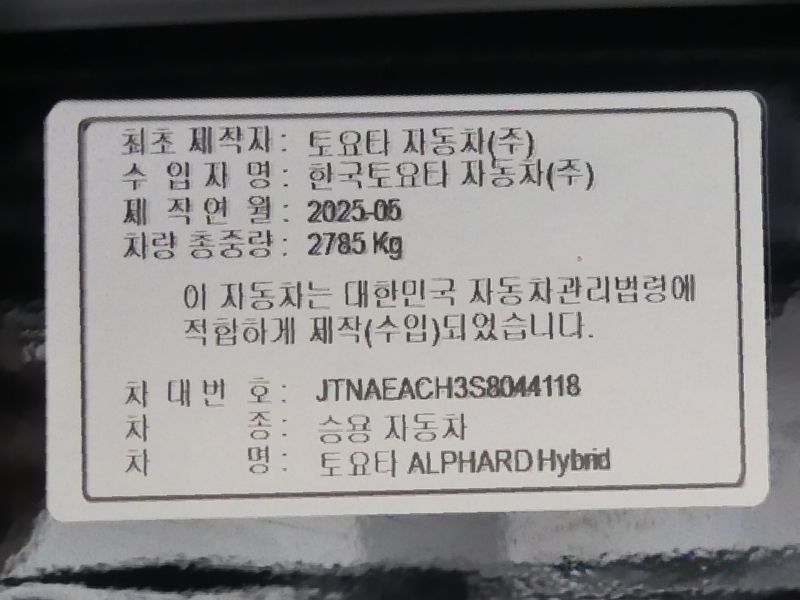 최초 제작자 : 토요타 자동차(주)
수 입 자 명 : 한국토요타 자동차(주)
제 작 연 월 : 2025-05
차량 총중량 : 2785 Kg
이 자동차는 대한민국 자동차관리법령에
적합하게 제작(수입)되었습니다.
차 대 번 호 : JTNAEACH3S8044118
차 종 : 승용 자동차
차 명 : 토요타 ALPHARD Hybrid